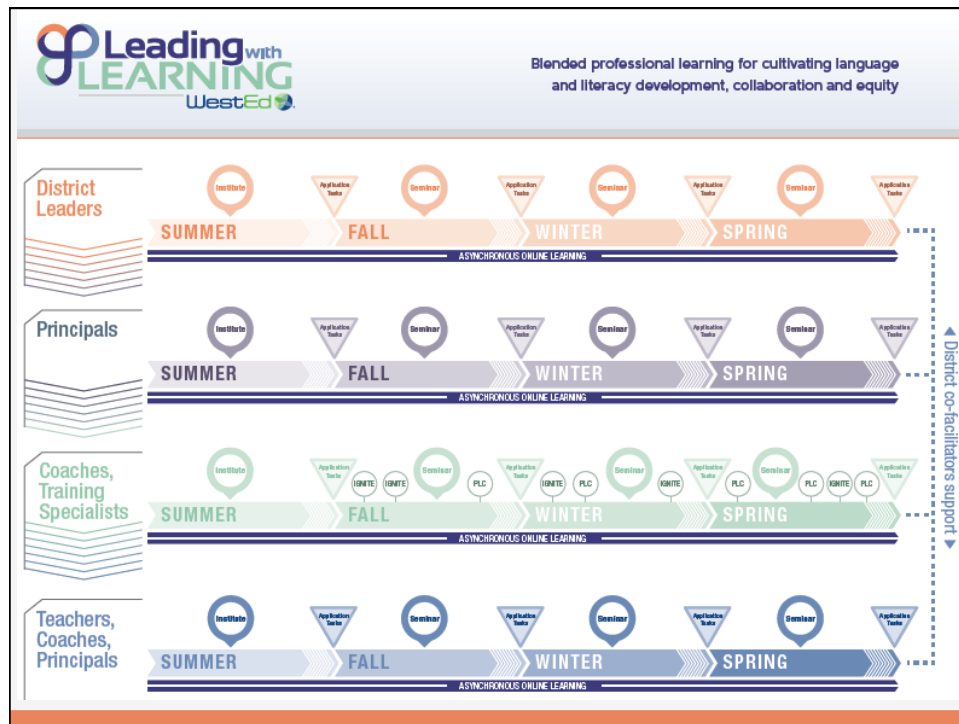 Leading with
LEARNING
WestEd
Blended professional learning for cultivating language
and literacy development, collaboration and equity
District
Leaders
Institute
Application
Tasks
Seminar
Application
Tasks
Seminar
Application
Tasks
Seminar
Application
Tasks
SUMMER
FALL
WINTER
SPRING
ASYNCHRONOUS ONLINE LEARNING
Principals
Institute
Application
Tasks
Seminar
Application
Tasks
Seminar
Application
Tasks
Seminar
Application
Tasks
SUMMER
FALL
WINTER
SPRING
ASYNCHRONOUS ONLINE LEARNING
Coaches,
Training
Specialists
Institute
Application
Tasks
IGNITE
IGNITE
Seminar
PLC
Application
Tasks
IGNITE
PLC
Seminar
IGNITE
Application
Tasks
PLC
Seminar
PLC
IGNITE
PLC
Application
Tasks
SUMMER
FALL
WINTER
SPRING
ASYNCHRONOUS ONLINE LEARNING
Teachers,
Coaches,
Principals
Institute
Application
Tasks
Seminar
Application
Tasks
Seminar
Application
Tasks
Seminar
Application
Tasks
SUMMER
FALL
WINTER
SPRING
ASYNCHRONOUS ONLINE LEARNING
◄ District co-facilitators support ►